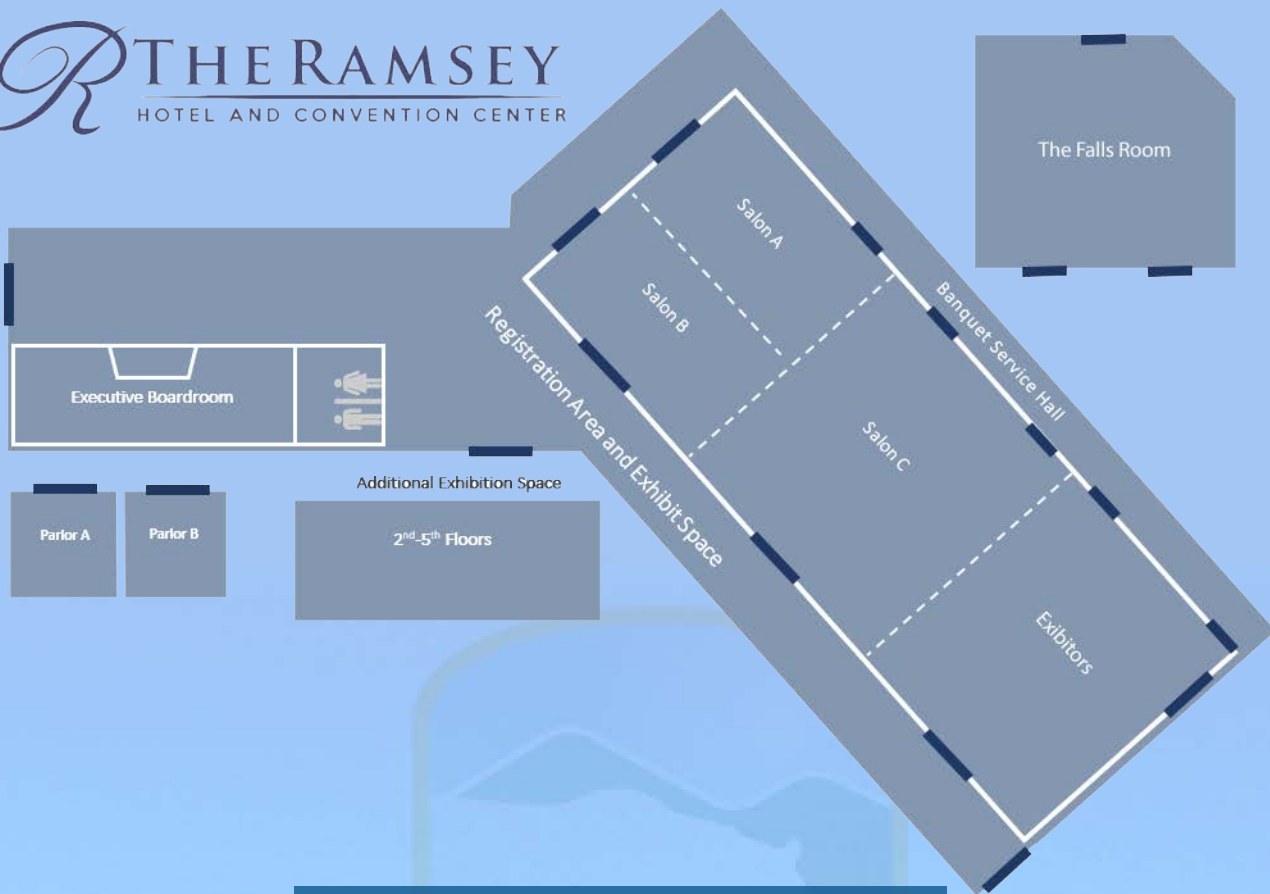 R THE RAMSEY
HOTEL AND CONVENTION CENTER
The Falls Room
Salon A
Salon B
Banquet Service Hall
Registration Area and Exhibit Space
Executive Boardroom
Salon C
Additional Exhibition Space
Parlor A
Parlor B
2nd-5th Floors
Exibitors